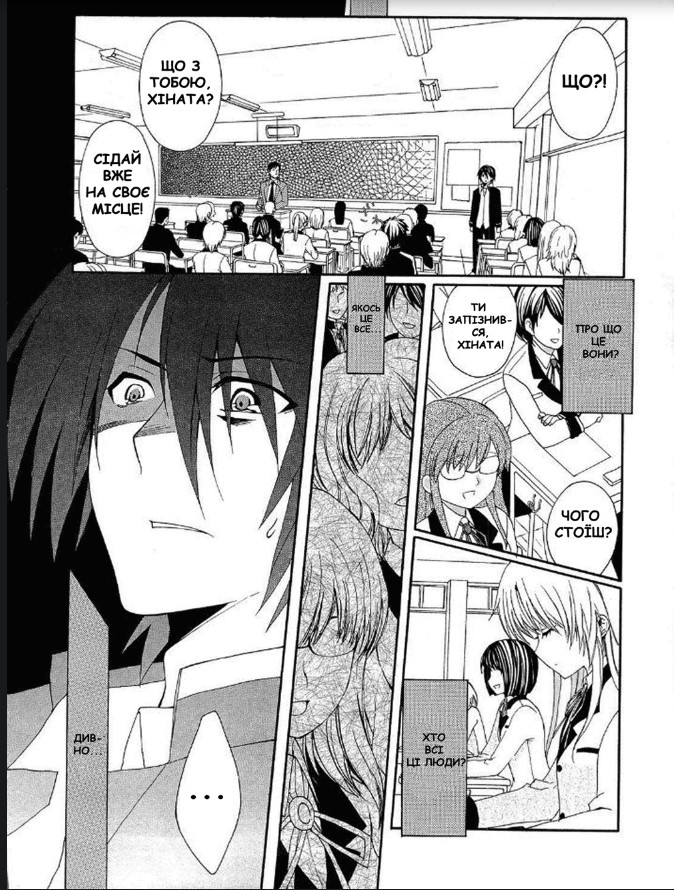 ЩО?!
ЩО З
ТОБОЮ,
ХІНАТА?
СІДАЙ
ВЖЕ
НА СВОЄ
МІСЦЕ!
ПРО ЩО
ЦЕ
ВОНИ?
ТИ
ЗАПІЗНИВ-
СЯ,
ХІНАТА!
ЧОГО
СТОЇШ?
ХТО
ВСІ
ЦІ ЛЮДИ?
ЯКОСЬ
ЦЕ
ВСЕ...
ДИВ-
НО...
...